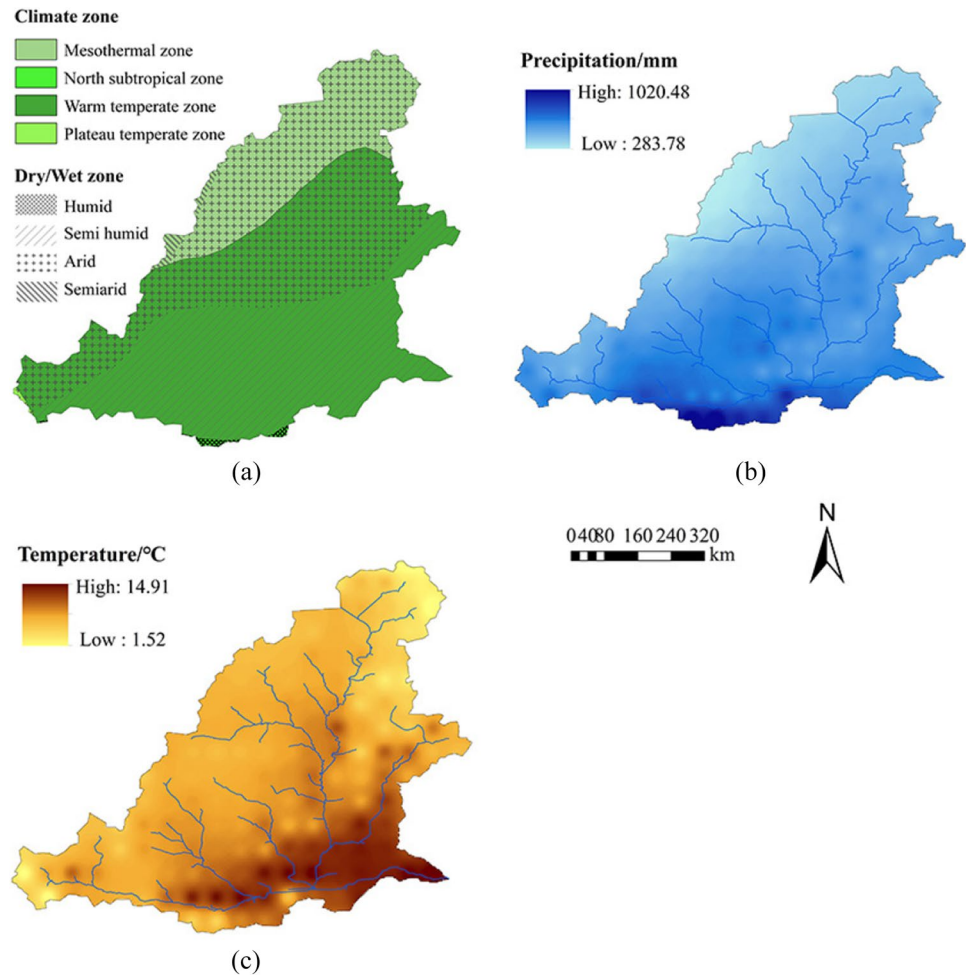 Climate zone
Mesothermal zone
North subtropical zone
Warm temperate zone
Plateau temperate zone
Dry/Wet zone
Humid
Semi humid
Arid
Semiarid
(a)
Precipitation/mm
High: 1020.48
Low : 283.78
(b)
Temperature/°C
High: 14.91
Low : 1.52
(c)
0 40 80 160 240 320
km
N